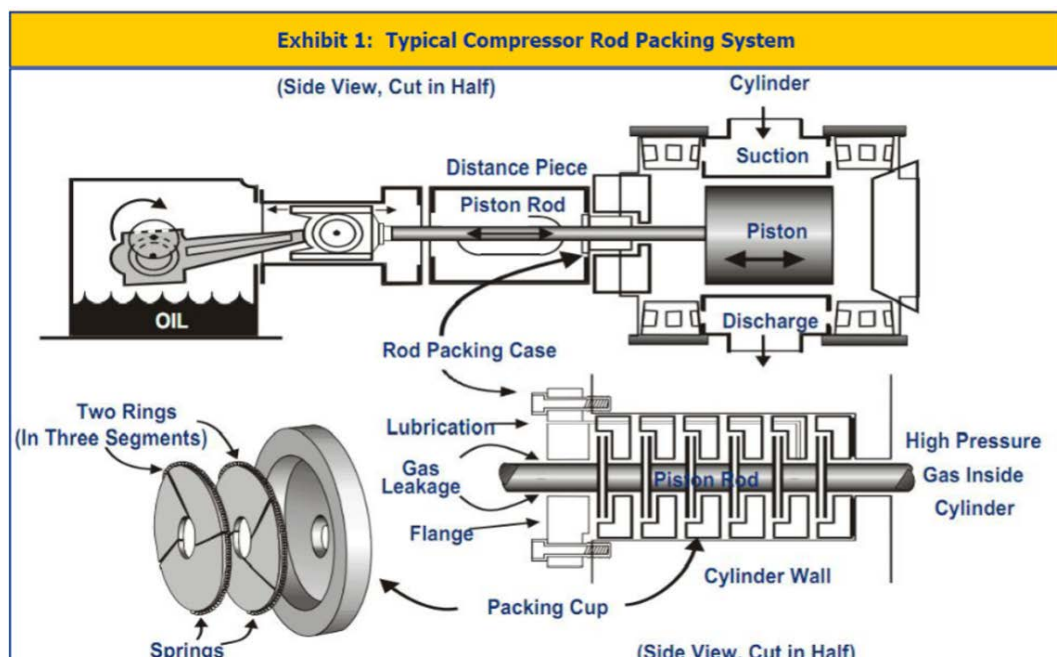 Exhibit 1: Typical Compressor Rod Packing System
(Side View, Cut in Half)
Cylinder
Suction
Distance Piece
Piston Rod
Piston
OIL
Discharge
Rod Packing Case
Two Rings
(In Three Segments)
Lubrication
Gas
Leakage
Flange
Piston Rod
High Pressure
Gas Inside
Cylinder
Cylinder Wall
Packing Cup
Springs
(Side View, Cut in Half)